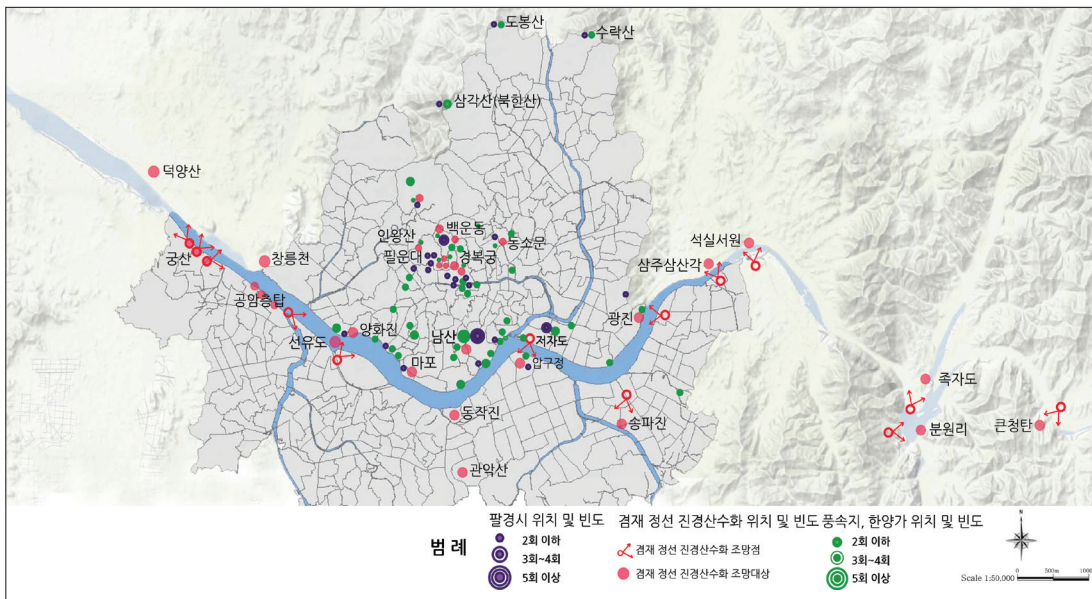 도봉산
수락산
삼각산(북한산)
덕양산
백운동
인왕산
동소문
필운대
경복궁
석실서원
궁산
창릉천
삼주삼산각
공암층탑
광진
양화진
남산
선유도
저자도
마포
압구정
족자도
동작진
송파진
분원리
큰청탄
관악산
범 례
팔경시 위치 및 빈도
2회 이하
3회~4회
5회 이상
겸재 정선 진경산수화 위치 및 빈도
겸재 정선 진경산수화 조망점
겸재 정선 진경산수화 조망대상
풍속지, 한양가 위치 및 빈도
2회 이하
3회~4회
5회 이상
Scale 1:50,000
0
500